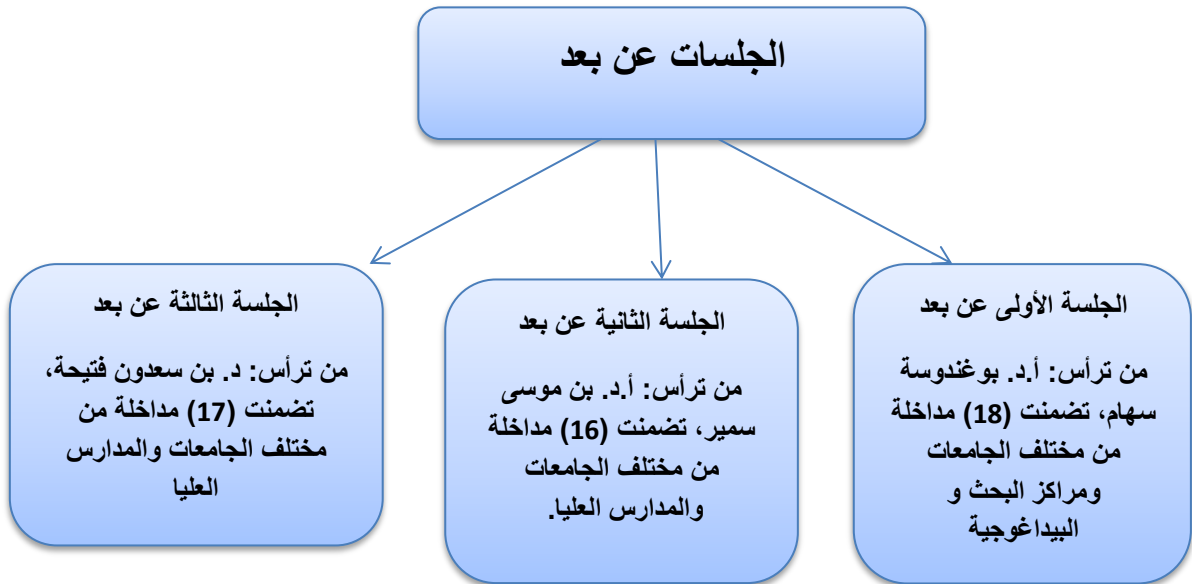 الجلسات عن بعد
الجلسة الأولى عن بعد
من ترأس: أ.د. بوغندوسة
سهام، تضمنت (18) مداخلة
من مختلف الجامعات
ومراكز البحث و
البيداغوجية
الجلسة الثانية عن بعد
من ترأس: أ.د. بن موسى
سمير، تضمنت (16) مداخلة
من مختلف الجامعات
والمدارس العليا.
الجلسة الثالثة عن بعد
من ترأس: د. بن سعدون فتيحة،
تضمنت (17) مداخلة من
مختلف الجامعات والمدارس
العليا